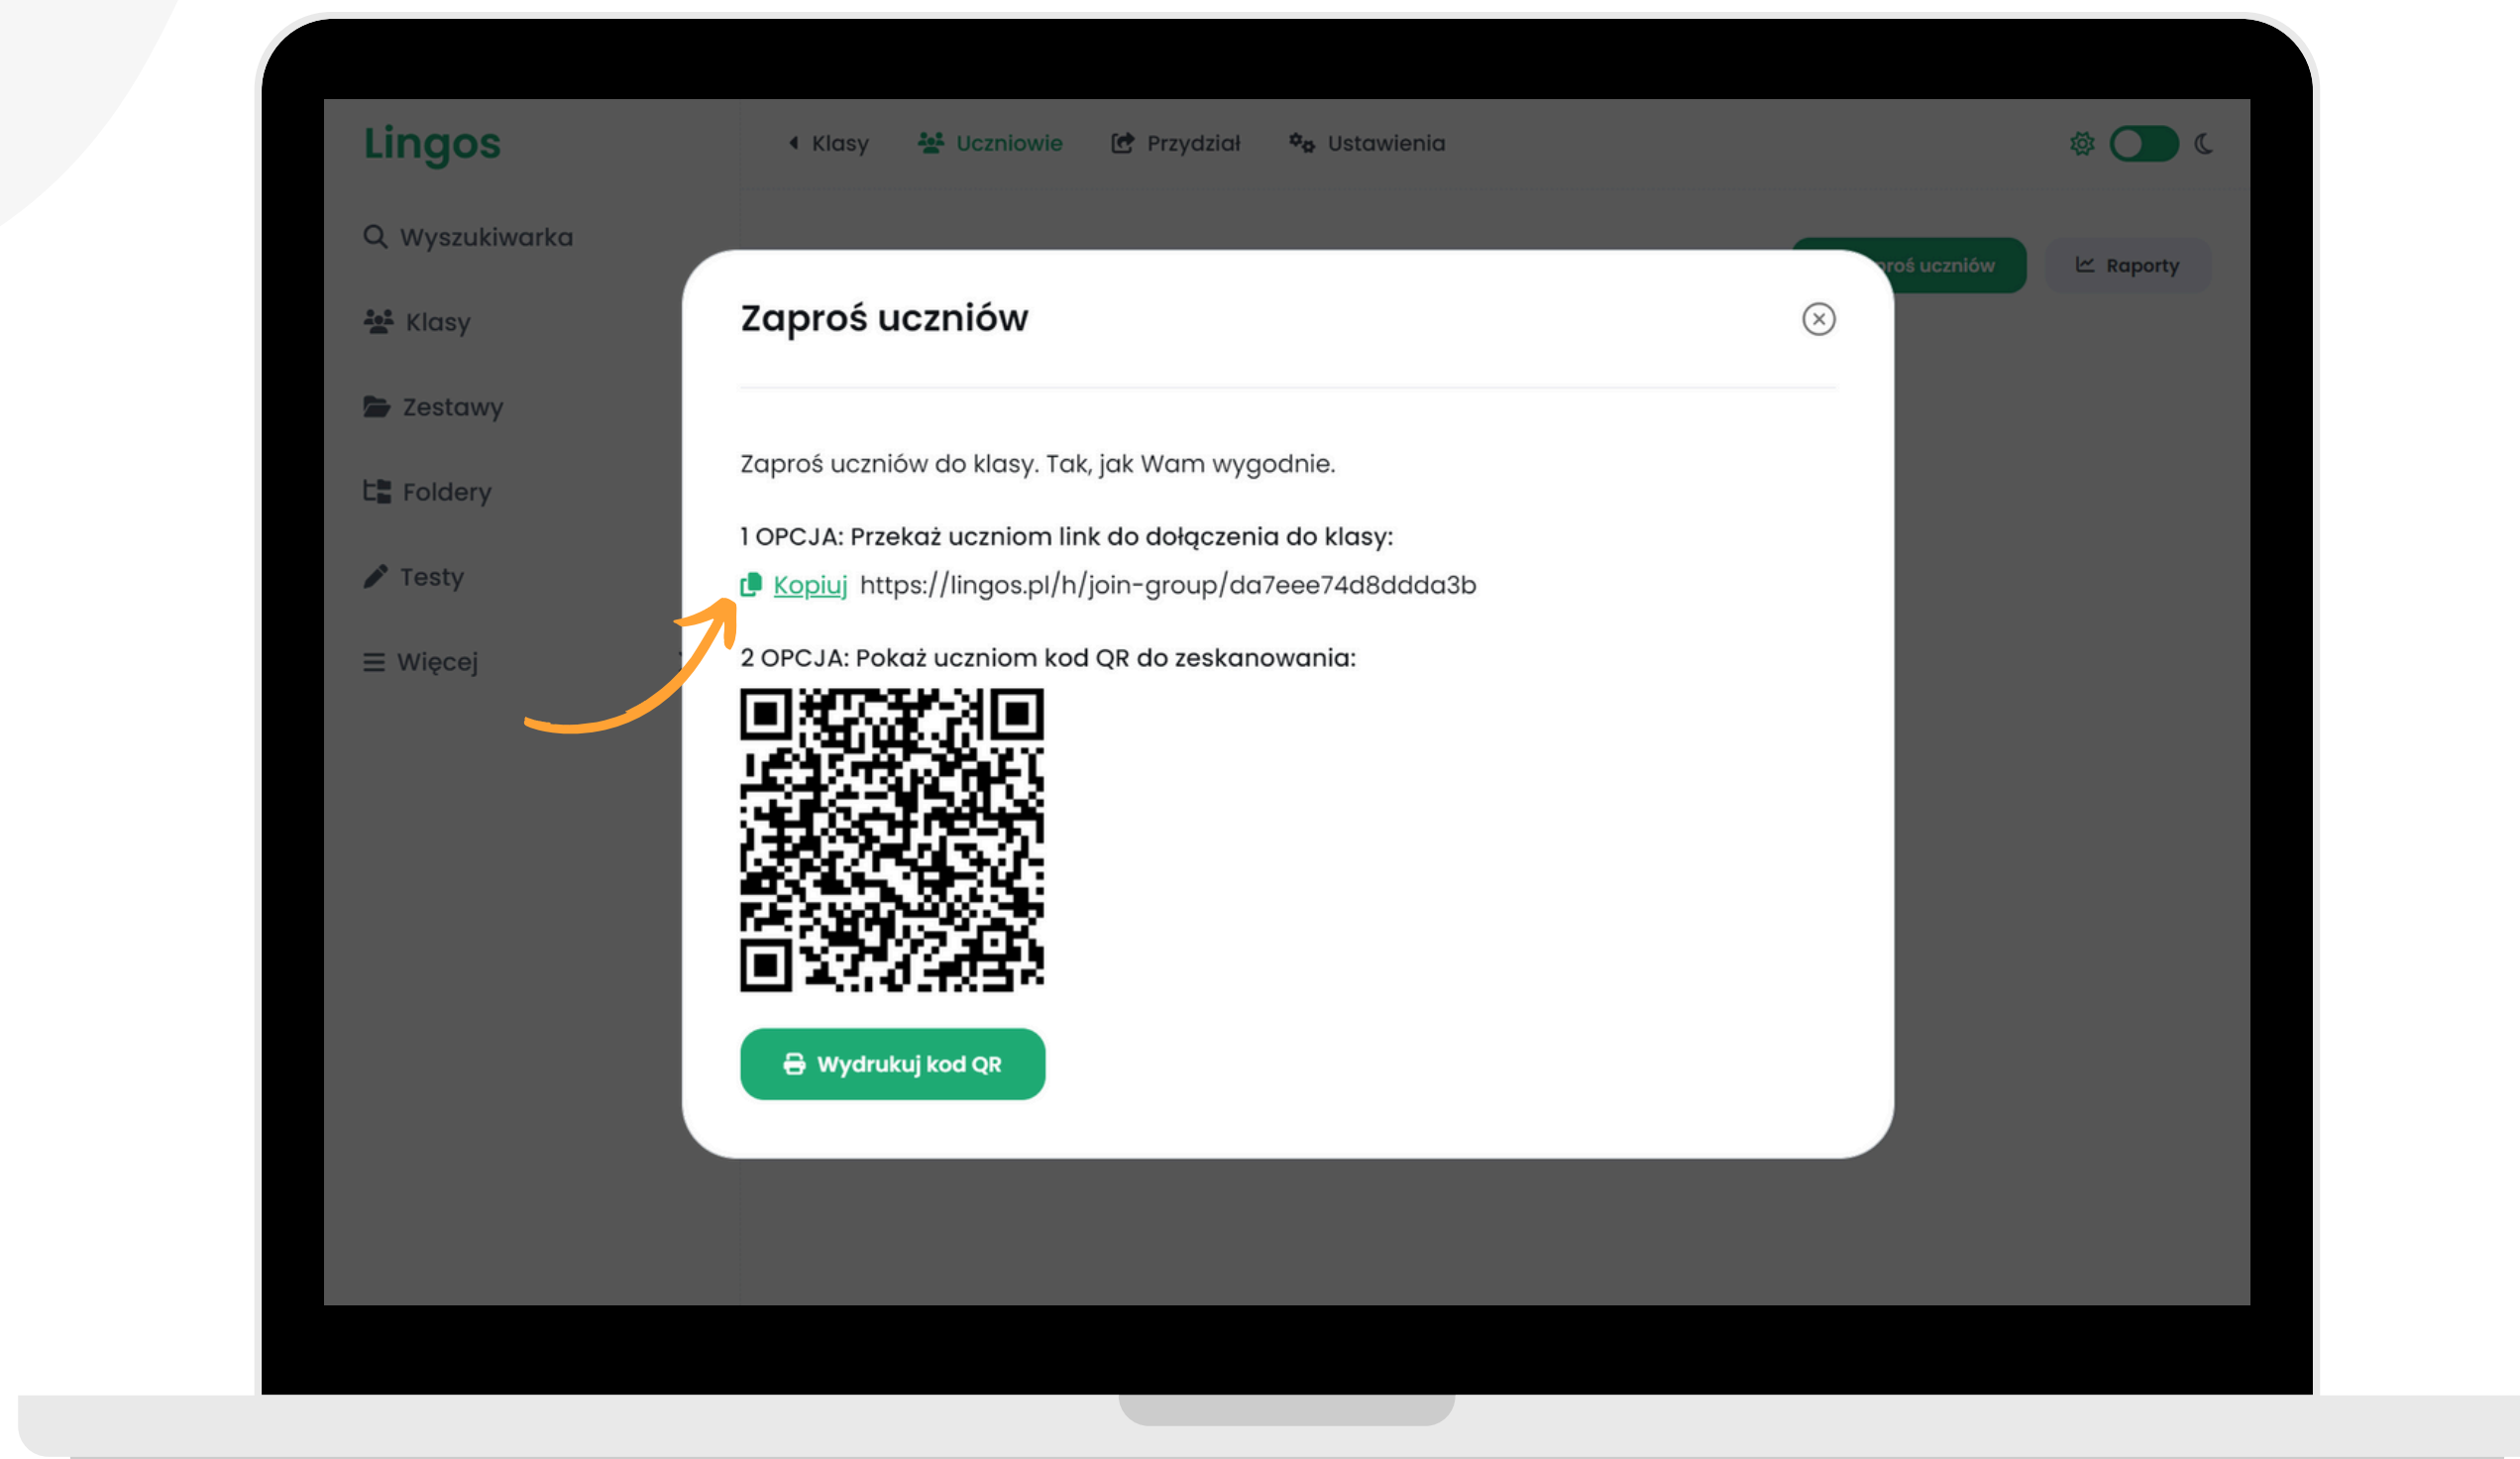 Lingos
Klasy
Uczniowie
Przydział
Ustawienia
Wyszukiwarka
Klasy
Zestawy
Foldery
Testy
Więcej
uczniów
Raporty
Zaproś uczniów
Zaproś uczniów do klasy. Tak, jak Wam wygodnie.
1 OPCJA: Przekaż uczniom link do dołączenia do klasy:
Kopiuj https://lingos.pl/h/join-group/da7eee74d8ddda3b
2 OPCJA: Pokaż uczniom kod QR do zeskanowania:
Wydrukuj kod QR